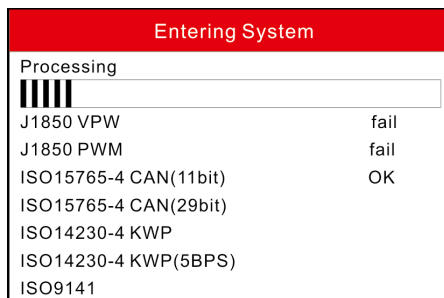 Entering System
Processing
J1850 VPW fail
J1850 PWM fail
ISO15765-4 CAN(11bit) OK
ISO15765-4 CAN(29bit)
ISO14230-4 KWP
ISO14230-4 KWP(5BPS)
ISO9141